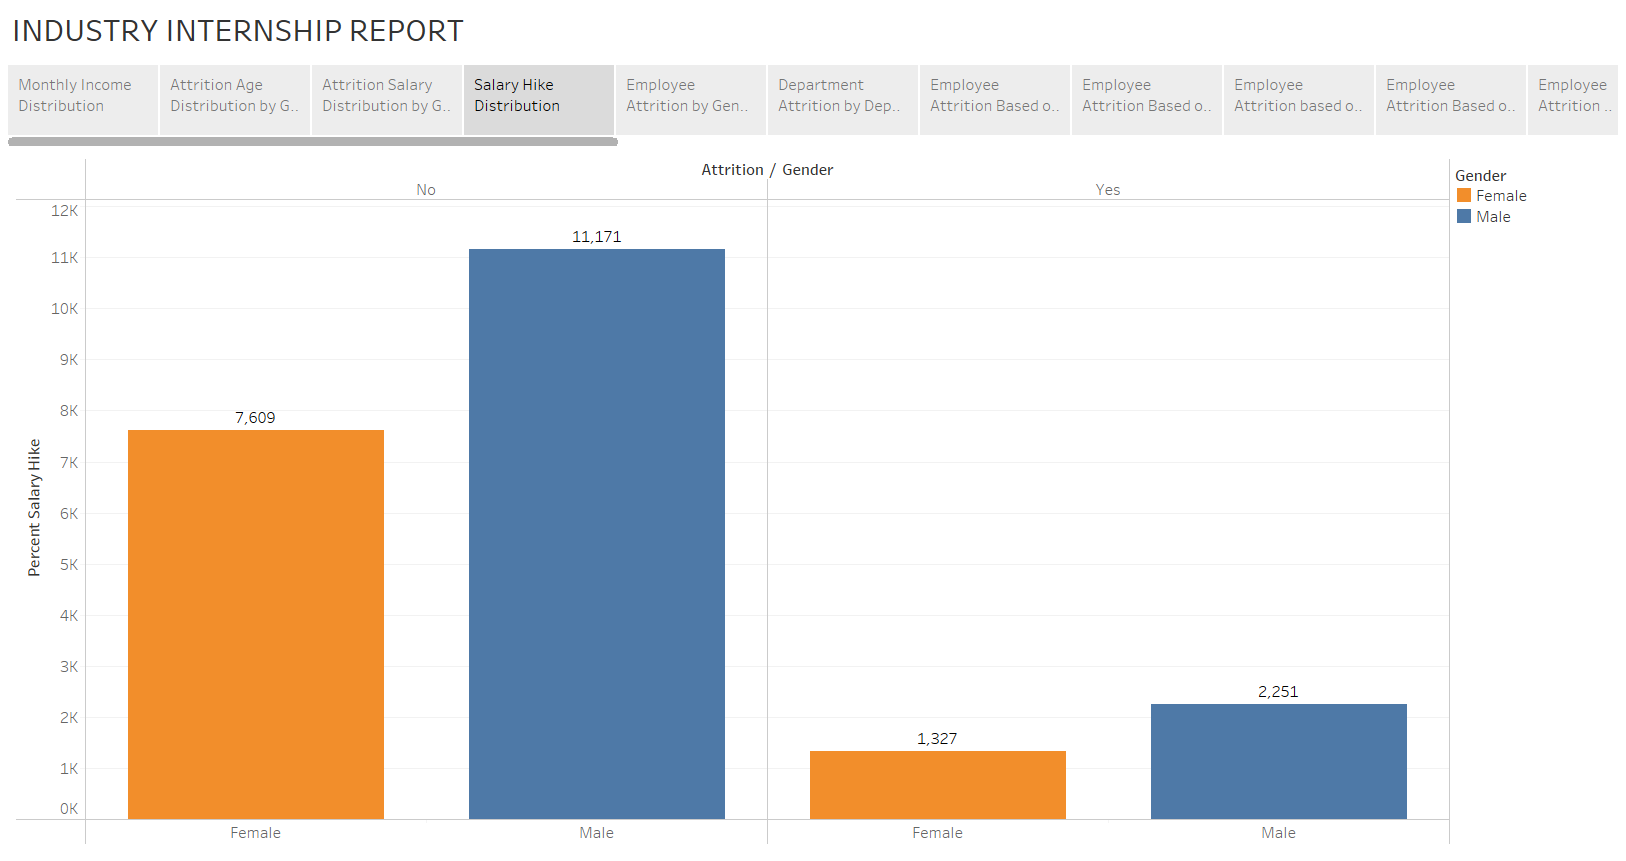 INDUSTRY INTERNSHIP REPORT
Monthly Income
Distribution
Attrition Age
Distribution by G..
Attrition Salary
Distribution by G..
Salary Hike
Distribution
Employee
Attrition by Gen..
Department
Attrition by Dep..
Employee
Attrition Based o..
Employee
Attrition Based o..
Employee
Attrition based o..
Employee
Attrition Based o..
Employee
Attrition ..
Attrition / Gender
No
Yes
Gender
Female
Male
Percent Salary Hike
12K
11K
10K
9K
8K
7K
6K
5K
4K
3K
2K
1K
0K
7,609
11,171
1,327
2,251
Female
Male
Female
Male